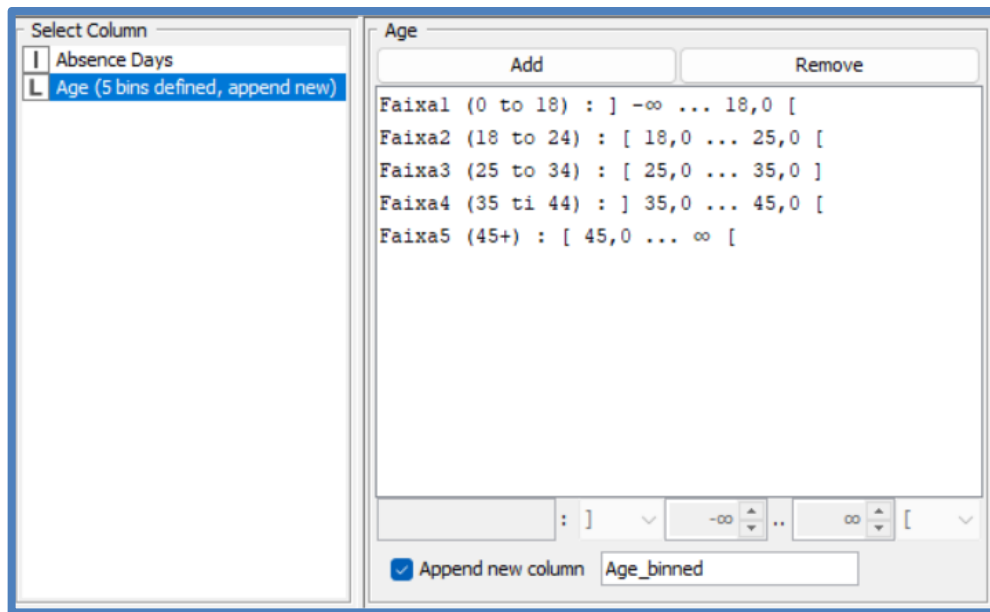 Select Column
I Absence Days
L Age (5 bins defined, append new)
Age
Add Remove
Faixa1 (0 to 18) : ] -∞ ... 18,0 [
Faixa2 (18 to 24) : [ 18,0 ... 25,0 [
Faixa3 (25 to 34) : [ 25,0 ... 35,0 ]
Faixa4 (35 ti 44) : ] 35,0 ... 45,0 [
Faixa5 (45+) : [ 45,0 ... ∞ [
: ] -∞ .. ∞ [
Append new column Age_binned